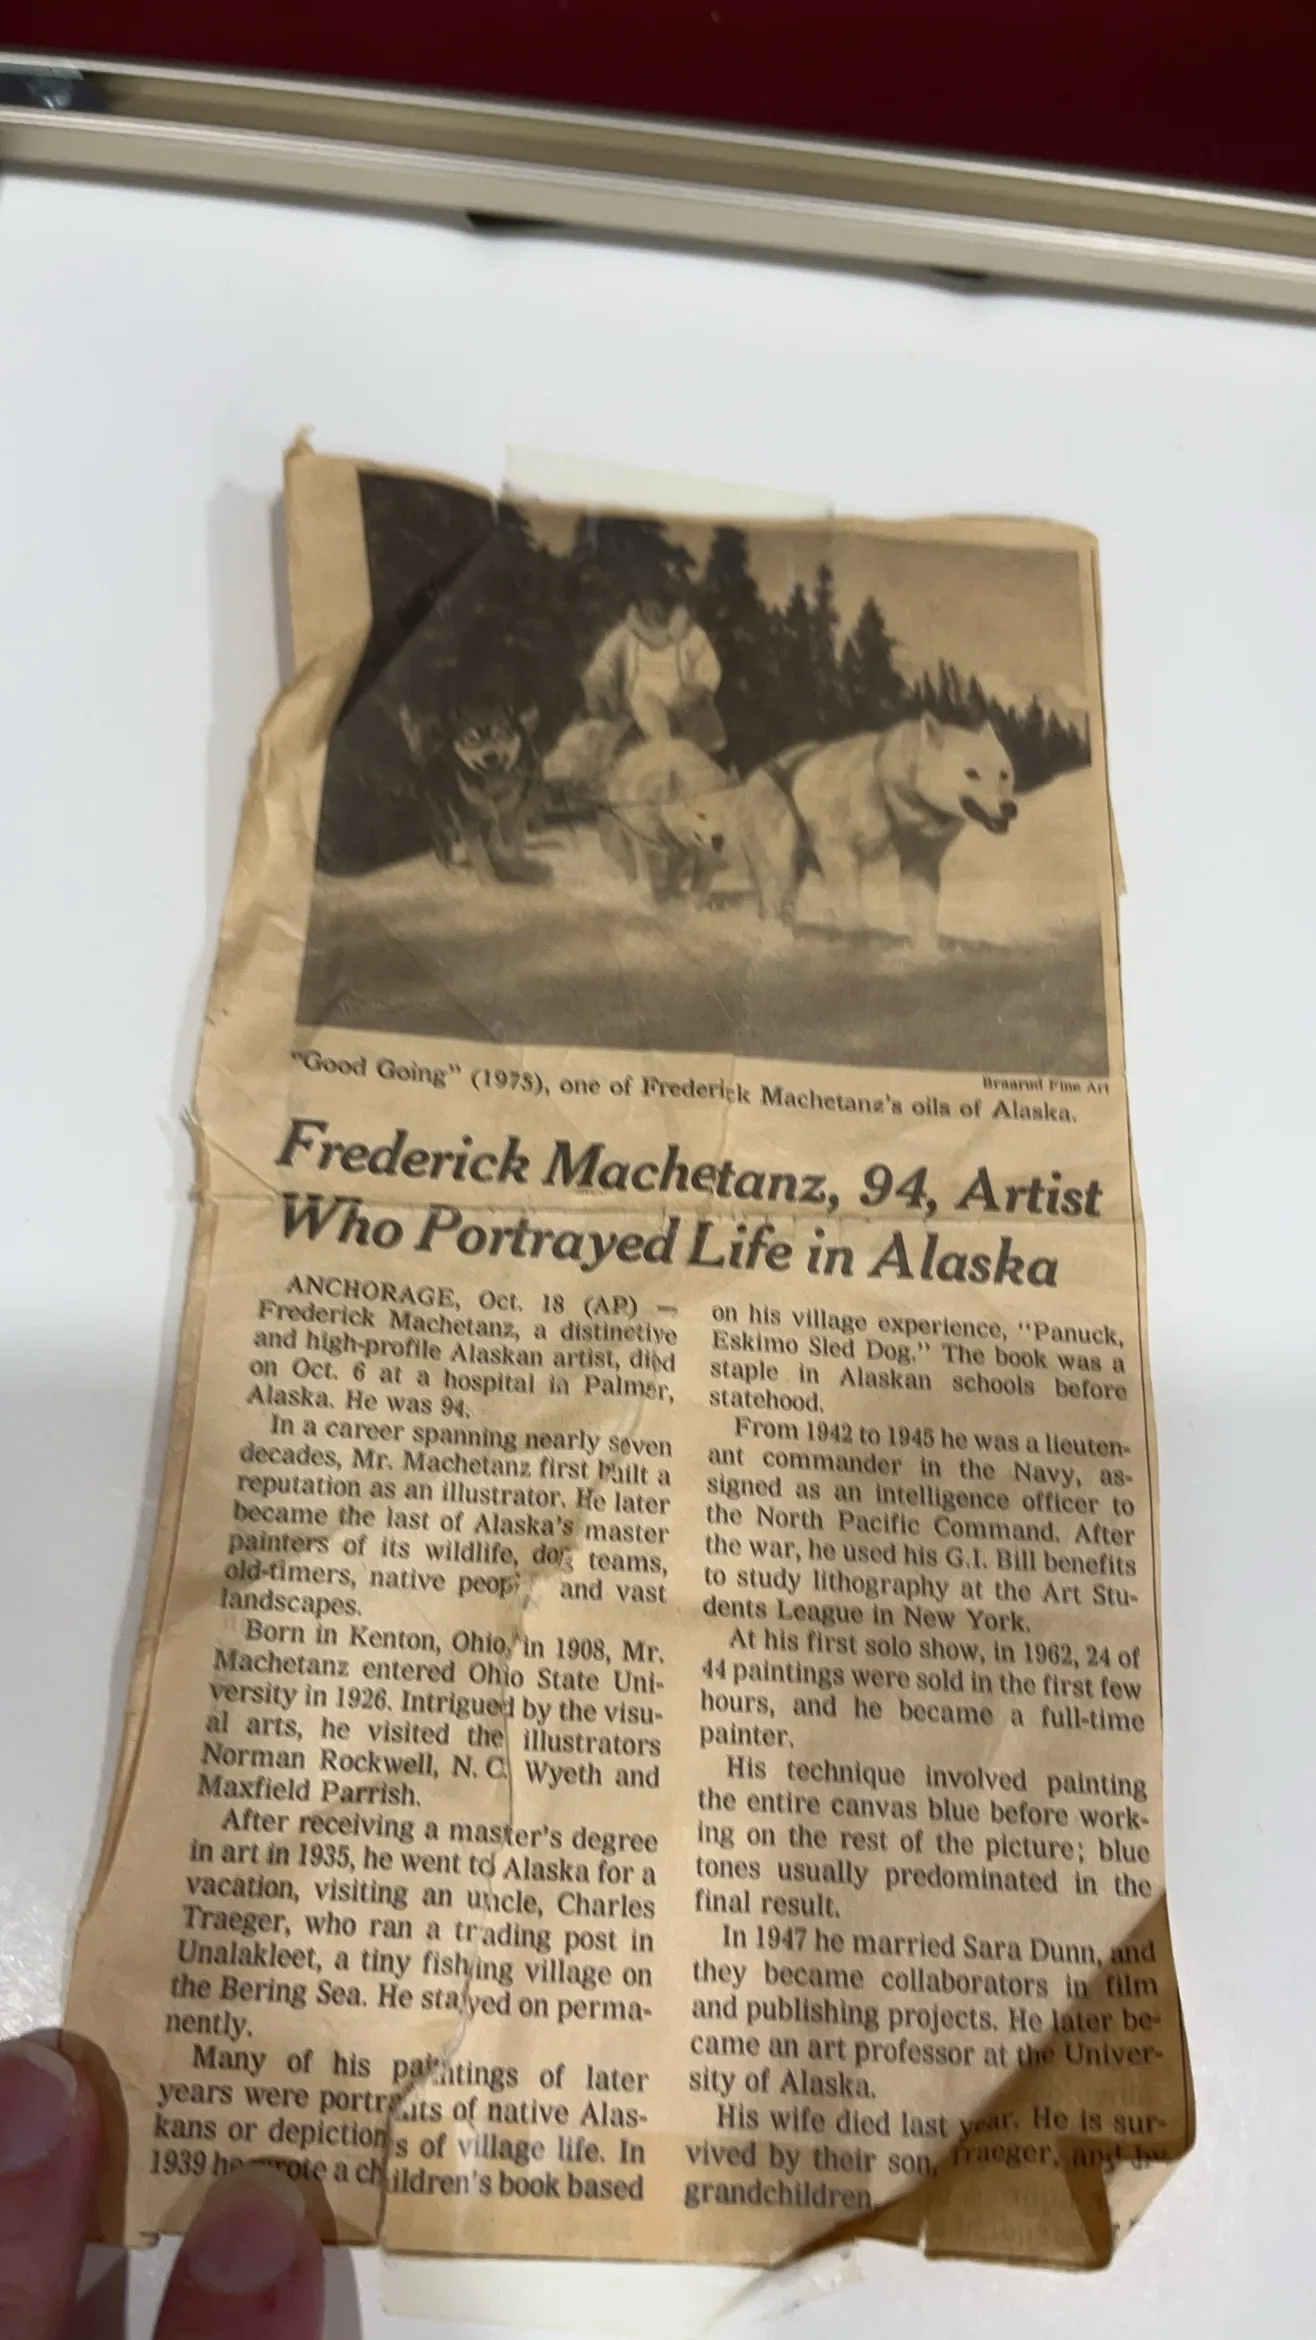 Braarud Fine Art
"Good Going" (1973), one of Frederick Machetanz's oils of Alaska.
Frederick Machetanz, 94, Artist
Who Portrayed Life in Alaska
ANCHORAGE, Oct. 18 (AP) —
Frederick Machetanz, a distinctive
and high-profile Alaskan artist, died
on Oct. 6 at a hospital in Palmer,
Alaska. He was 94.
In a career spanning nearly seven
decades, Mr. Machetanz first built a
reputation as an illustrator. He later
became the last of Alaska's master
painters of its wildlife, dog teams,
old-timers, native people and vast
landscapes.
Born in Kenton, Ohio, in 1908, Mr.
Machetanz entered Ohio State Uni-
versity in 1926. Intrigued by the visu-
al arts, he visited the illustrators
Norman Rockwell, N. C. Wyeth and
Maxfield Parrish.
After receiving a master's degree
in art in 1935, he went to Alaska for a
vacation, visiting an uncle, Charles
Traeger, who ran a trading post in
Unalakleet, a tiny fishing village on
the Bering Sea. He stayed on perma-
nently.
Many of his paintings of later
years were portraits of native Alas-
kans or depictions of village life. In
1939 he wrote a children's book based
on his village experience, "Panuck,
Eskimo Sled Dog." The book was a
staple in Alaskan schools before
statehood.
From 1942 to 1945 he was a lieuten-
ant commander in the Navy, as-
signed as an intelligence officer to
the North Pacific Command. After
the war, he used his G.I. Bill benefits
to study lithography at the Art Stu-
dents League in New York.
At his first solo show, in 1962, 24 of
44 paintings were sold in the first few
hours, and he became a full-time
painter.
His technique involved painting
the entire canvas blue before work-
ing on the rest of the picture; blue
tones usually predominated in the
final result.
In 1947 he married Sara Dunn, and
they became collaborators in film
and publishing projects. He later be-
came an art professor at the Univer-
sity of Alaska.
His wife died last year. He is sur-
vived by their son, Traeger, and by
grandchildren.